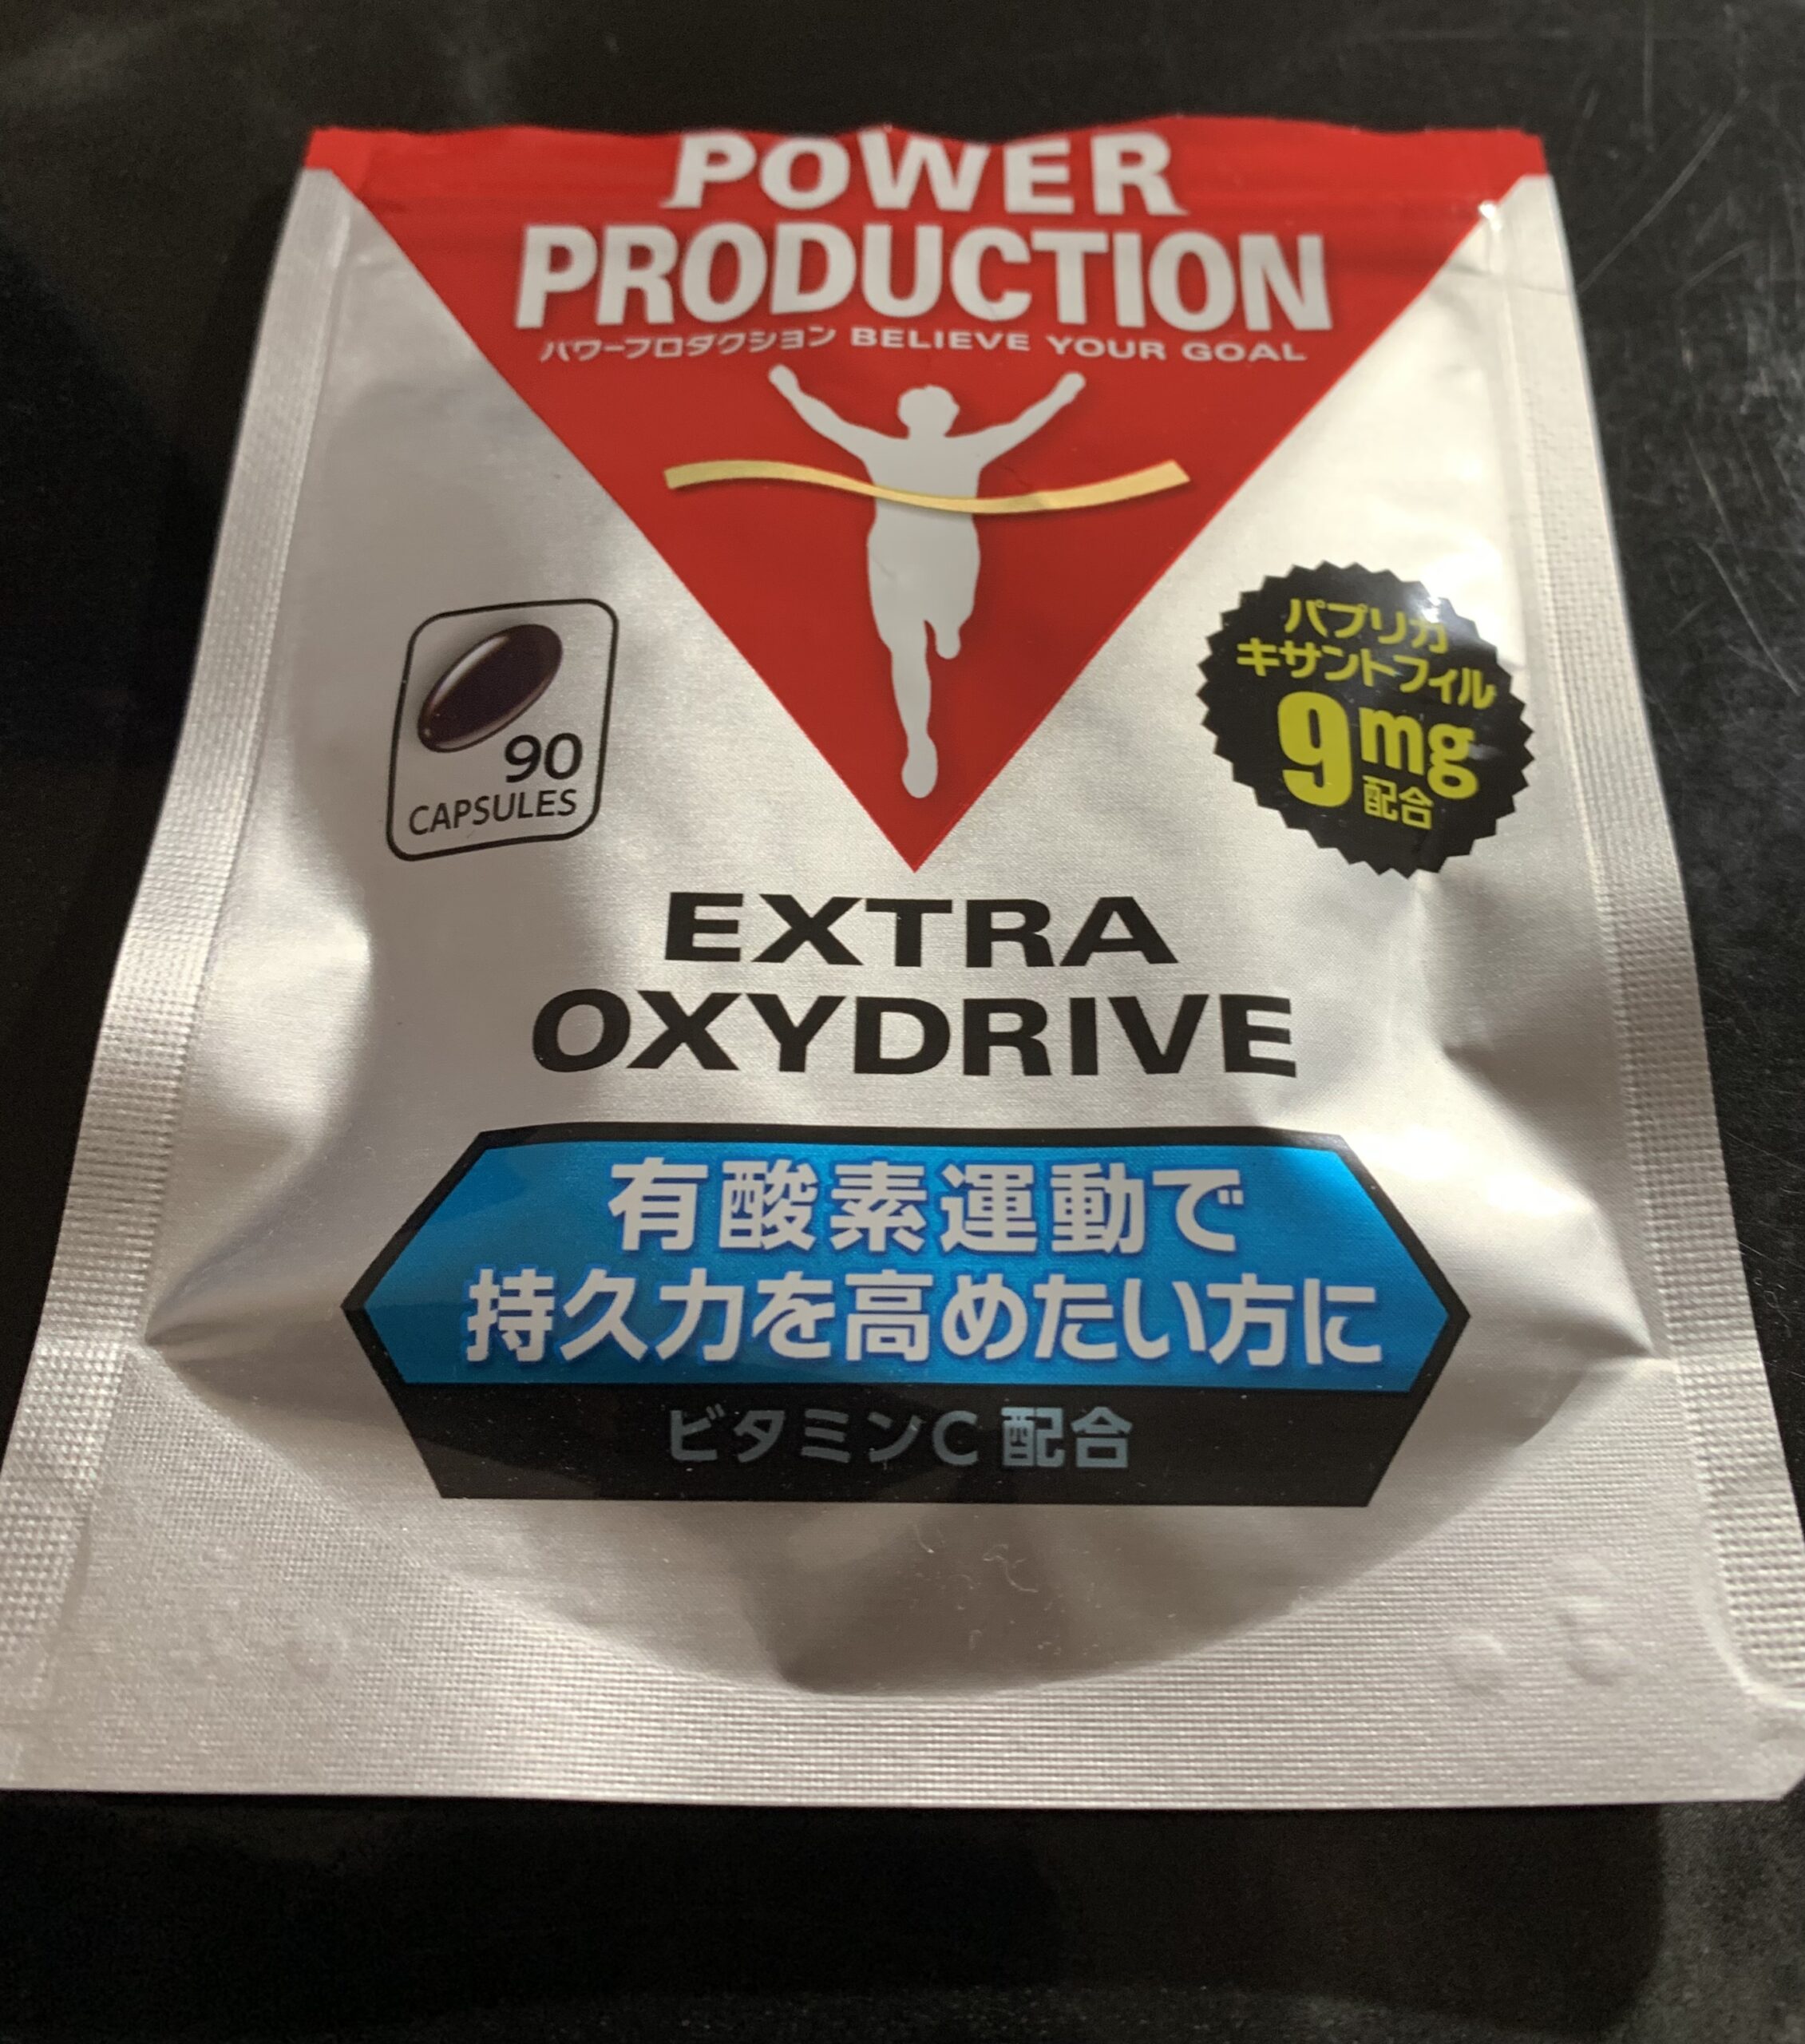 POWER
PRODUCTION
パワープロダクション BELIEVE YOUR GOAL
90
CAPSULES
パプリカ
キサントフィル
9mg
配合
EXTRA
OXYDRIVE
有酸素運動で
持久力を高めたい方に
ビタミンC 配合